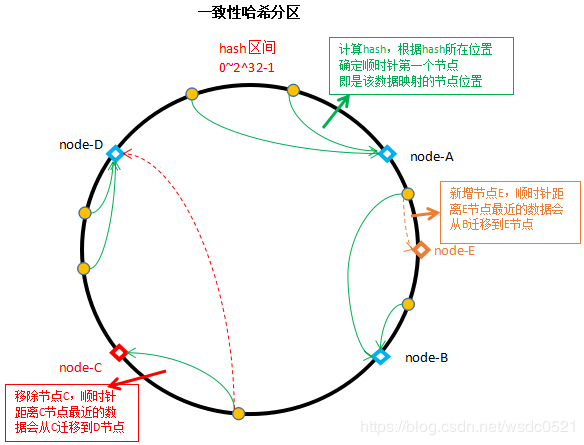 一致性哈希分区
hash 区间
0~2^32-1
计算hash，根据hash所在位置
确定顺时针第一个节点
即是该数据映射的节点位置
node-D
node-A
新增节点E，顺时针距
离E节点最近的数据会
从B迁移到E节点
node-E
node-B
node-C
移除节点C，顺时针
距离C节点最近的数
据会从C迁移到D节点
https://blog.csdn.net/wsdc0521